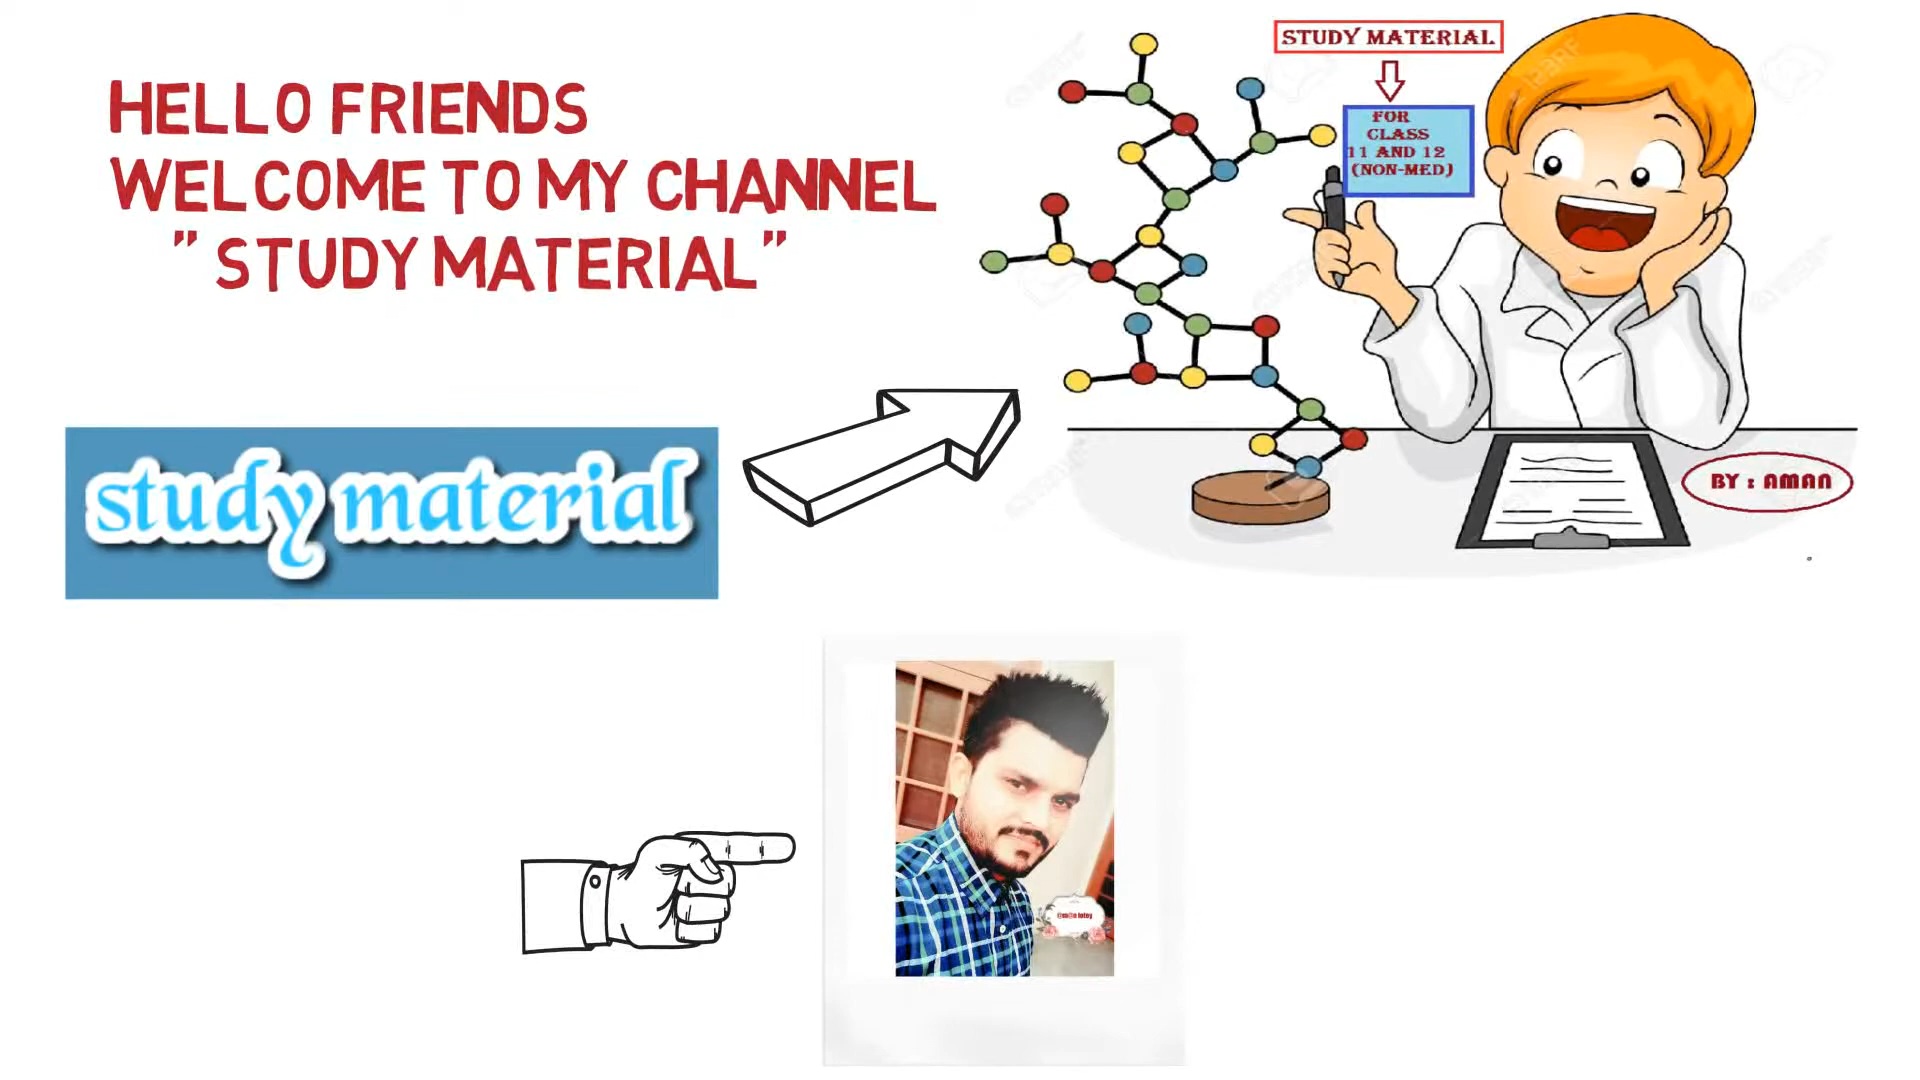 HELLO FRIENDS
WELCOME TO MY CHANNEL
" STUDY MATERIAL"
STUDY MATERIAL
FOR
CLASS
11 AND 12
(NON-MED)
study material
BY : AMAN